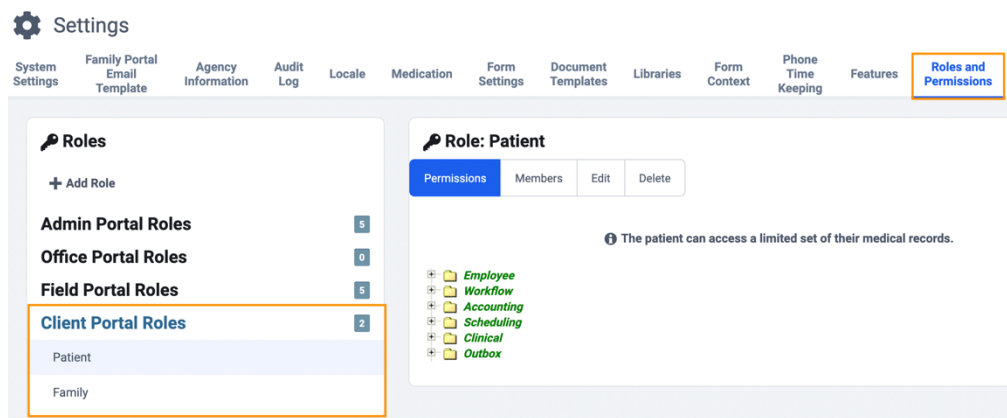 Settings
System Settings
Family Portal Email Template
Agency Information
Audit Log
Locale
Medication
Form Settings
Document Templates
Libraries
Form Context
Phone Time Keeping
Features
Roles and Permissions
Roles
Add Role
Admin Portal Roles 5
Office Portal Roles 0
Field Portal Roles 5
Client Portal Roles 2
Patient
Family
Role: Patient
Permissions Members Edit Delete
The patient can access a limited set of their medical records.
Employee
Workflow
Accounting
Scheduling
Clinical
Outbox